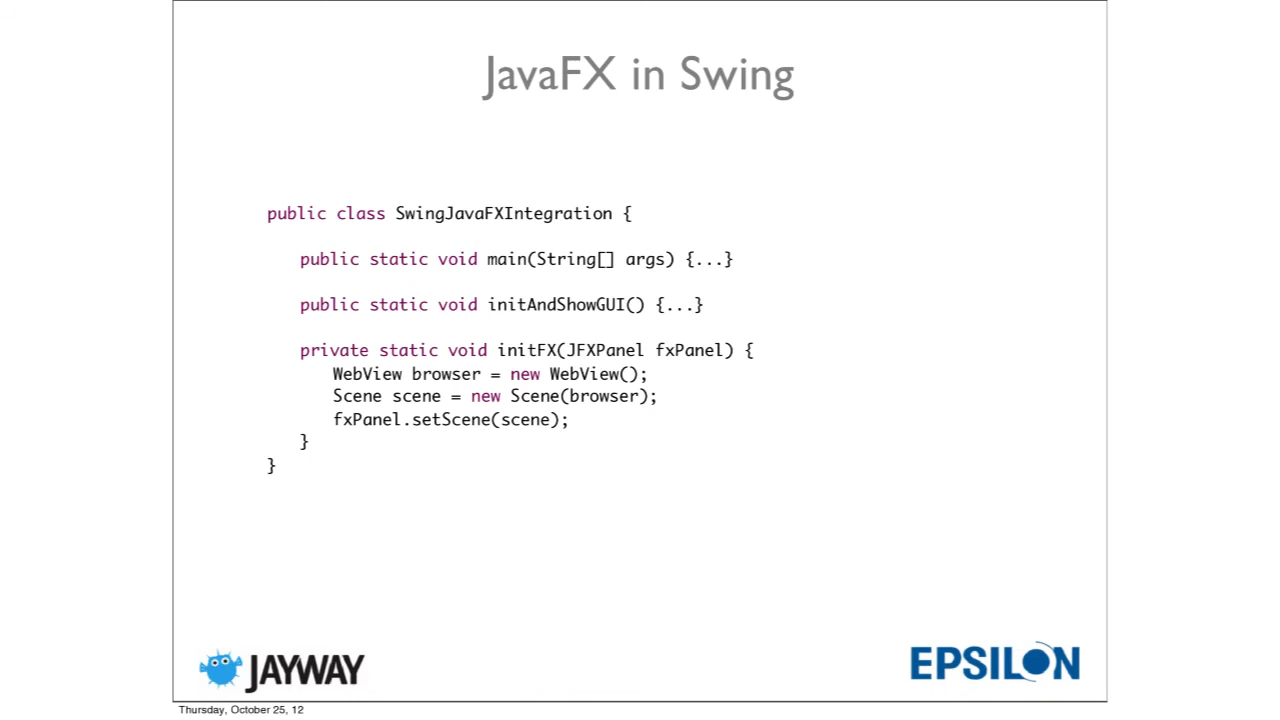 JavaFX in Swing
public class SwingJavaFXIntegration {
public static void main(String[] args) {...}
public static void initAndShowGUI() {...}
private static void initFX(JFXPanel fxPanel) {
WebView browser = new WebView();
Scene scene = new Scene(browser);
fxPanel.setScene(scene);
}
}
JAYWAY
EPSILON
Thursday, October 25, 12